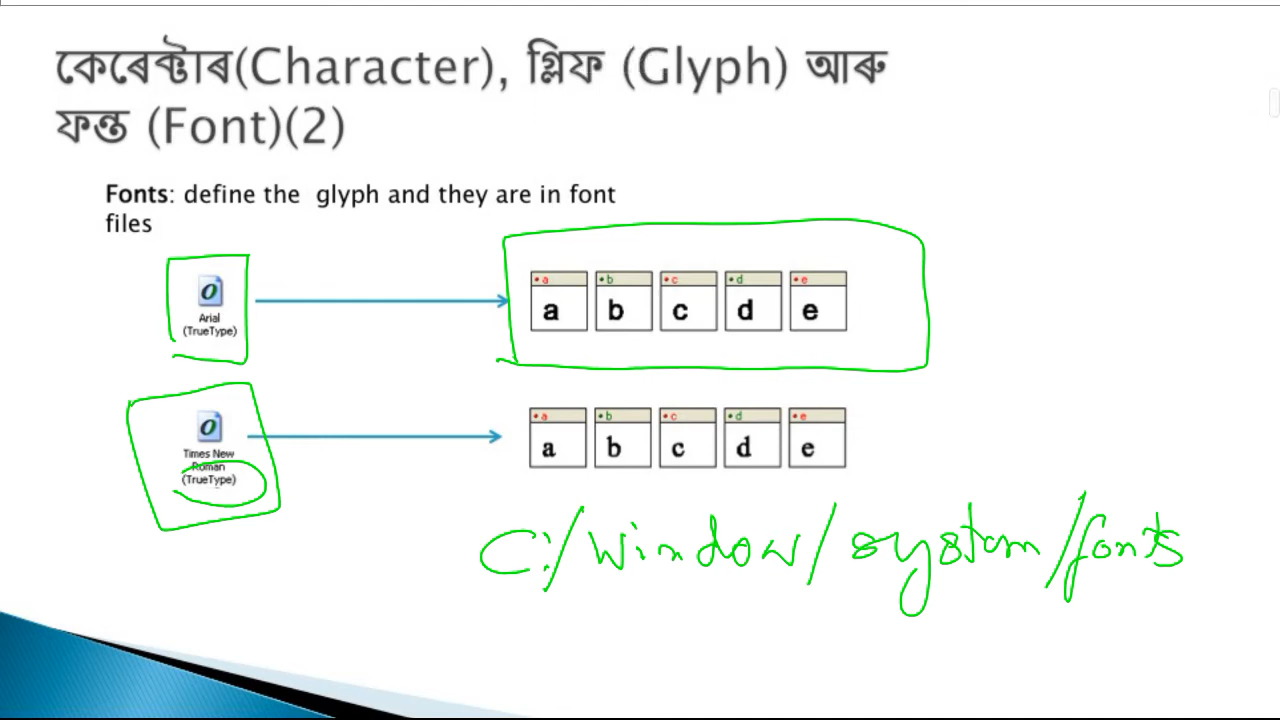 কেৰেক্টাৰ(Character), গ্লিফ (Glyph) আৰু
ফন্ত (Font)(2)
Fonts: define the glyph and they are in font
files
Arial
(TrueType)
a b c d e
a b c d e
Times New
Roman
(TrueType)
a b c d e
a b c d e
C:/window/system/fonts